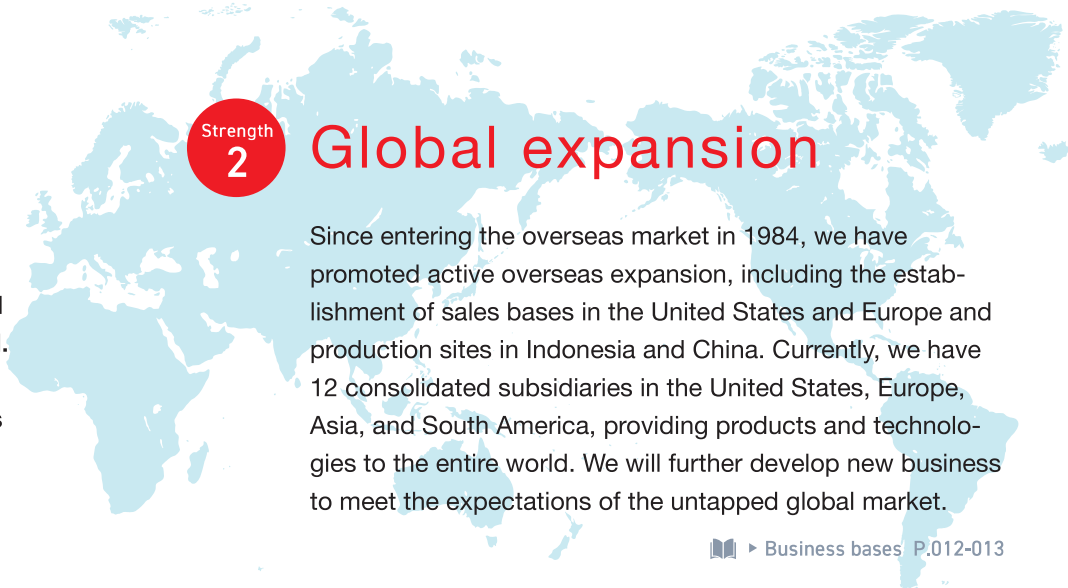 Strength
2
Global expansion
Since entering the overseas market in 1984, we have
promoted active overseas expansion, including the estab-
lishment of sales bases in the United States and Europe and
production sites in Indonesia and China. Currently, we have
12 consolidated subsidiaries in the United States, Europe,
Asia, and South America, providing products and technolo-
gies to the entire world. We will further develop new business
to meet the expectations of the untapped global market.
Business bases P.012-013